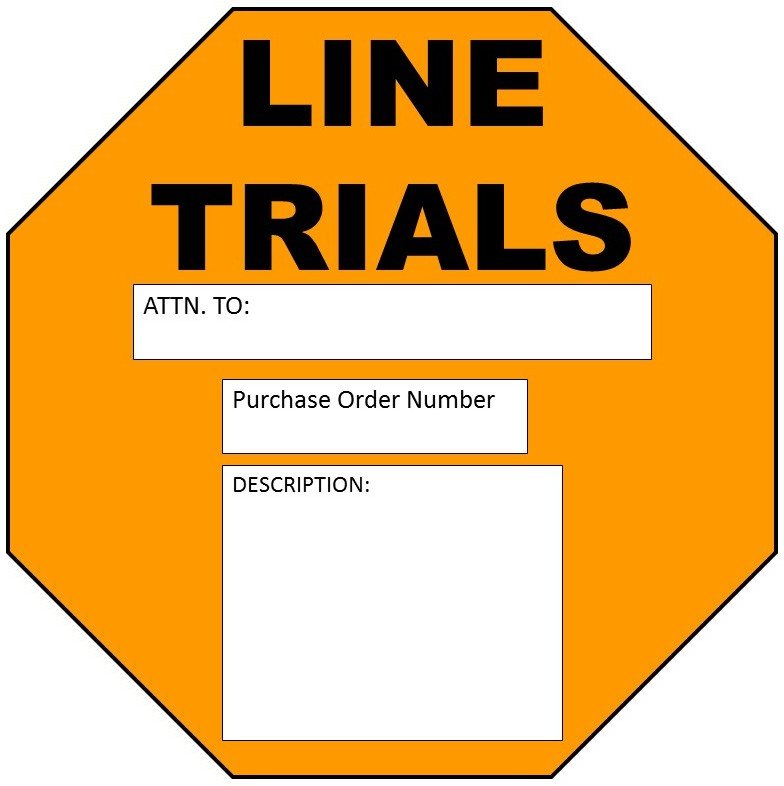 LINE
TRIALS
ATTN. TO:
Purchase Order Number
DESCRIPTION: